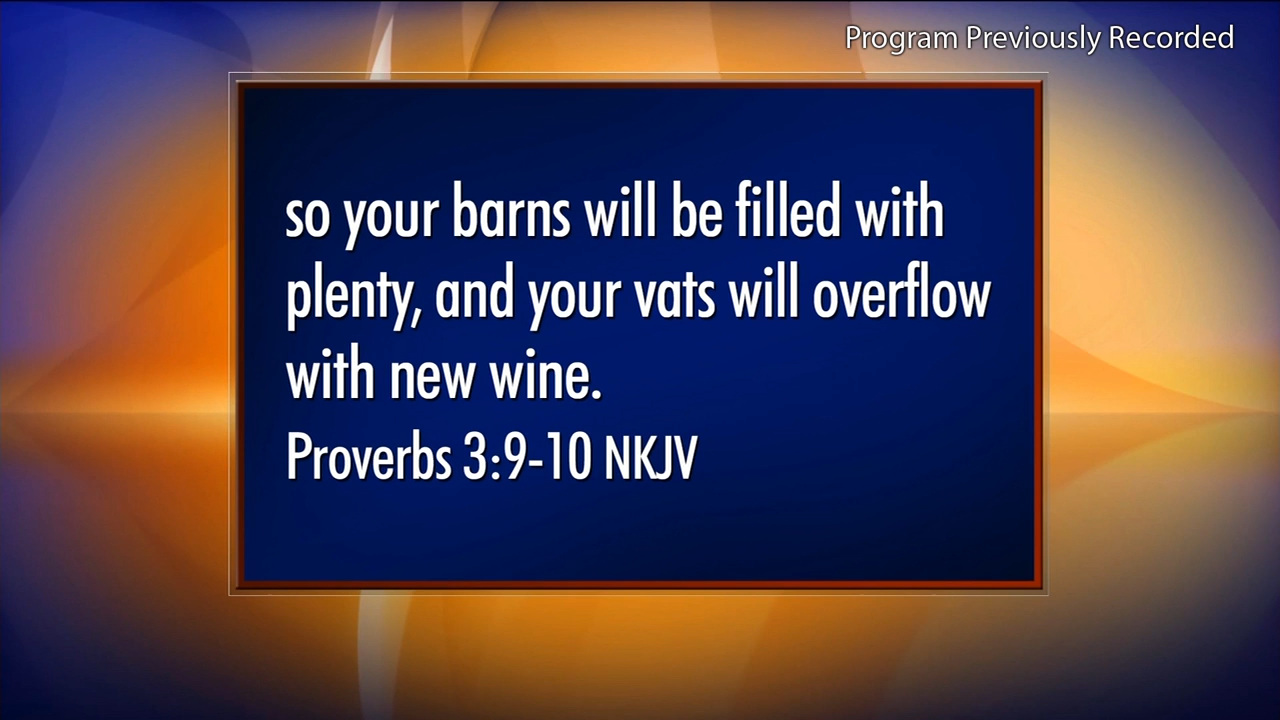 Program Previously Recorded
so your barns will be filled with
plenty, and your vats will overflow
with new wine.
Proverbs 3:9-10 NKJV